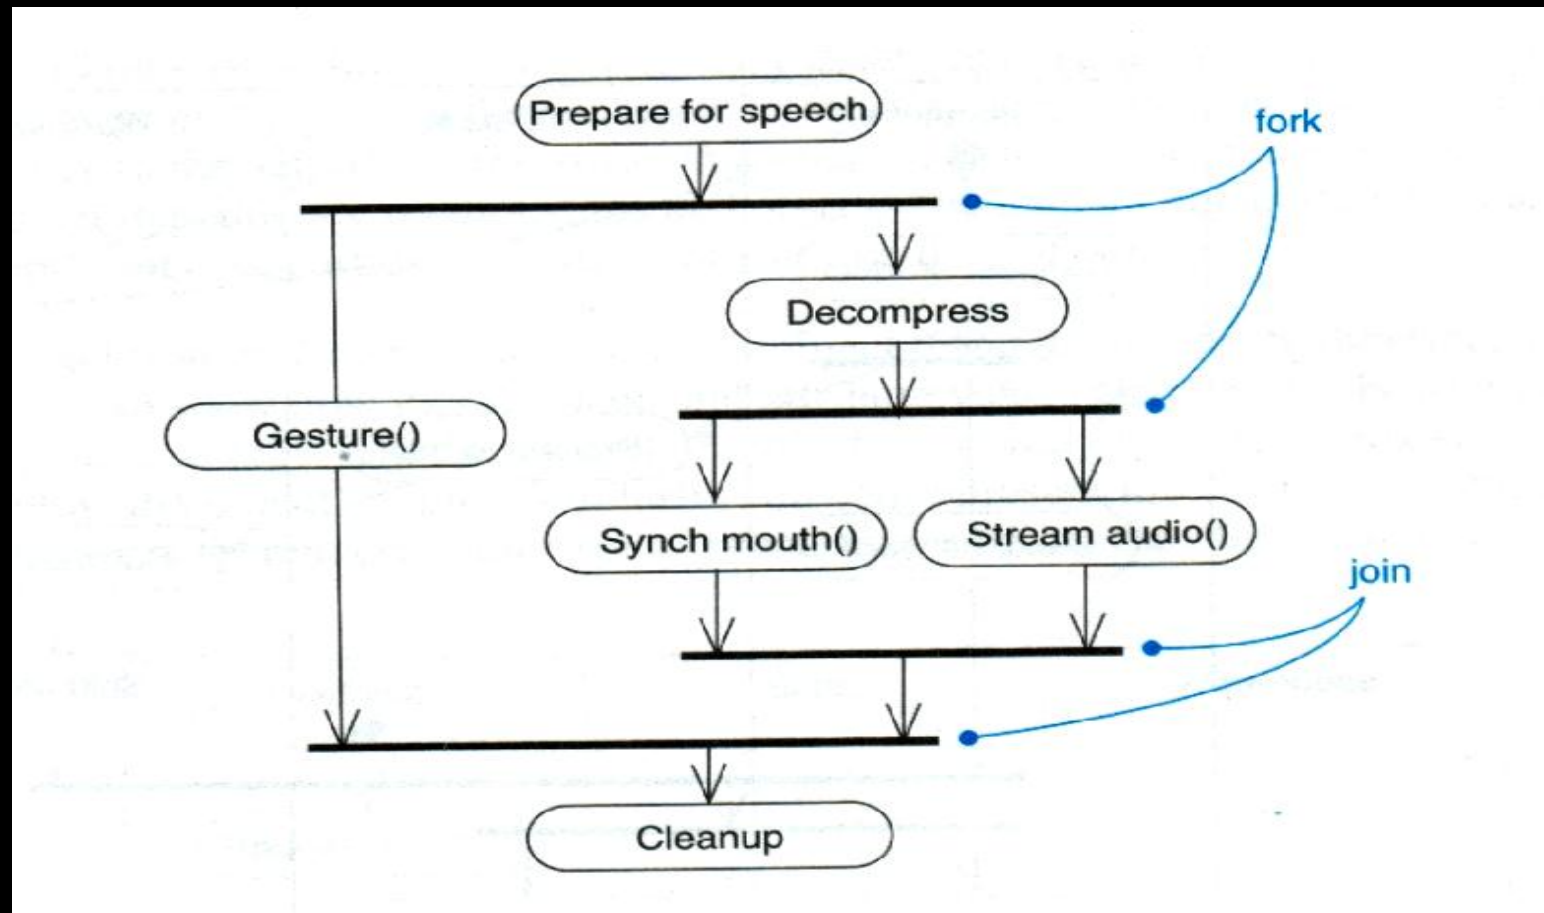 Prepare for speech
fork
Decompress
Gesture()
Synch mouth()
Stream audio()
join
Cleanup